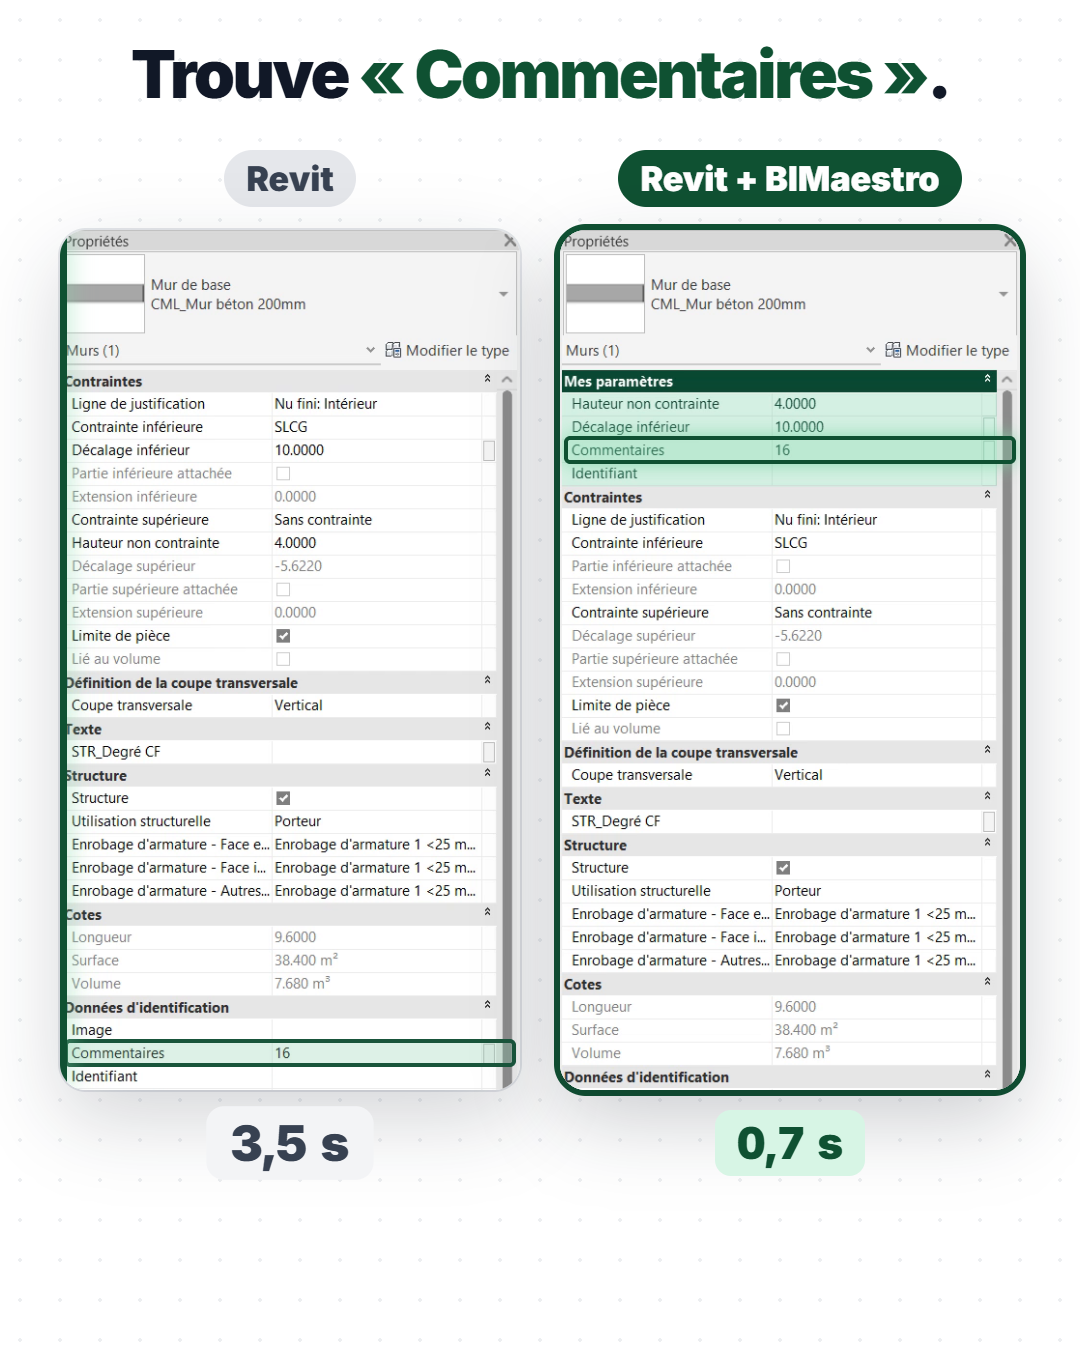 Trouve « Commentaires ».
Revit
Propriétés
Mur de base
CML_Mur béton 200mm
Murs (1)
Modifier le type
Contraintes
Ligne de justification Nu fini: Intérieur
Contrainte inférieure SLCG
Décalage inférieur 10.0000
Partie inférieure attachée
Extension inférieure 0.0000
Contrainte supérieure Sans contrainte
Hauteur non contrainte 4.0000
Décalage supérieur -5.6220
Partie supérieure attachée
Extension supérieure 0.0000
Limite de pièce
Lié au volume
Définition de la coupe transversale
Coupe transversale Vertical
Texte
STR_Degré CF
Structure
Structure
Utilisation structurelle Porteur
Enrobage d'armature - Face e... Enrobage d'armature 1 <25 m...
Enrobage d'armature - Face i... Enrobage d'armature 1 <25 m...
Enrobage d'armature - Autres... Enrobage d'armature 1 <25 m...
Cotes
Longueur 9.6000
Surface 38.400 m²
Volume 7.680 m³
Données d'identification
Image
Commentaires 16
Identifiant
3,5 s
Revit + BIMaestro
Propriétés
Mur de base
CML_Mur béton 200mm
Murs (1)
Modifier le type
Mes paramètres
Hauteur non contrainte 4.0000
Décalage inférieur 10.0000
Commentaires 16
Identifiant
Contraintes
Ligne de justification Nu fini: Intérieur
Contrainte inférieure SLCG
Partie inférieure attachée
Extension inférieure 0.0000
Contrainte supérieure Sans contrainte
Décalage supérieur -5.6220
Partie supérieure attachée
Extension supérieure 0.0000
Limite de pièce
Lié au volume
Définition de la coupe transversale
Coupe transversale Vertical
Texte
STR_Degré CF
Structure
Structure
Utilisation structurelle Porteur
Enrobage d'armature - Face e... Enrobage d'armature 1 <25 m...
Enrobage d'armature - Face i... Enrobage d'armature 1 <25 m...
Enrobage d'armature - Autres... Enrobage d'armature 1 <25 m...
Cotes
Longueur 9.6000
Surface 38.400 m²
Volume 7.680 m³
Données d'identification
0,7 s